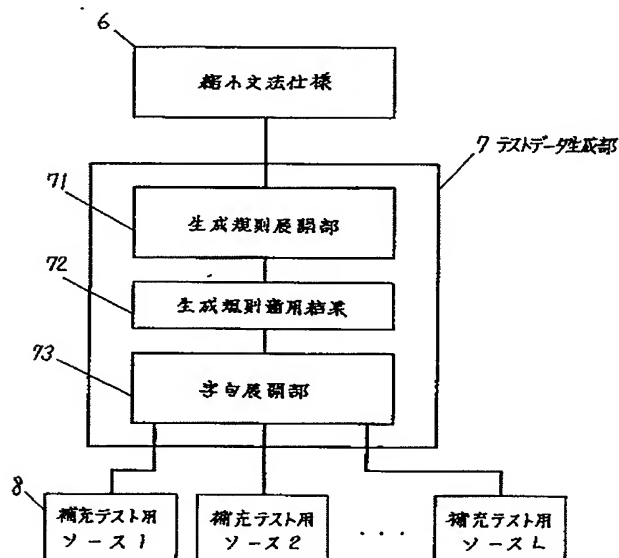 6
縮小文法仕様
7 テストデータ生成部
71
生成規則展開部
72
生成規則適用結果
73
字句展開部
8
補充テスト用
ソース1
補充テスト用
ソース2
...
補充テスト用
ソースL